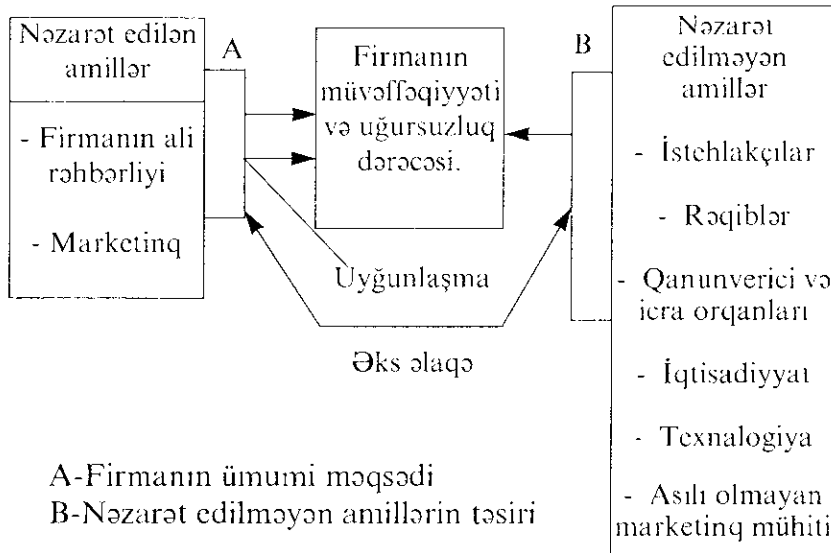 Nəzarət edilən
amillər
- Firmanın ali
rəhbərliyi
- Marketinq
A
Firmanın
müvəffəqiyyəti
və uğursuzluq
dərəcəsi.
Uyğunlaşma
Əks əlaqə
B
Nəzarət
edilməyən
amillər
- İstehlakçılar
- Rəqiblər
- Qanunverici və
icra orqanları
- İqtisadiyyat
- Texnalogiya
- Asılı olmayan
marketinq mühiti
A-Firmanın ümumi məqsədi
B-Nəzarət edilməyən amillərin təsiri